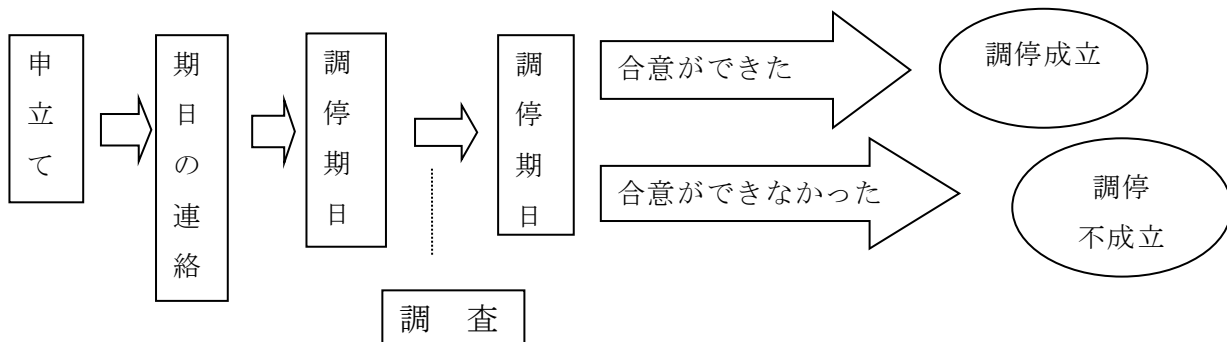 申立て
期日の連絡
調停期日
調停期日
合意ができた
調停成立
合意ができなかった
調停
不成立
調　査